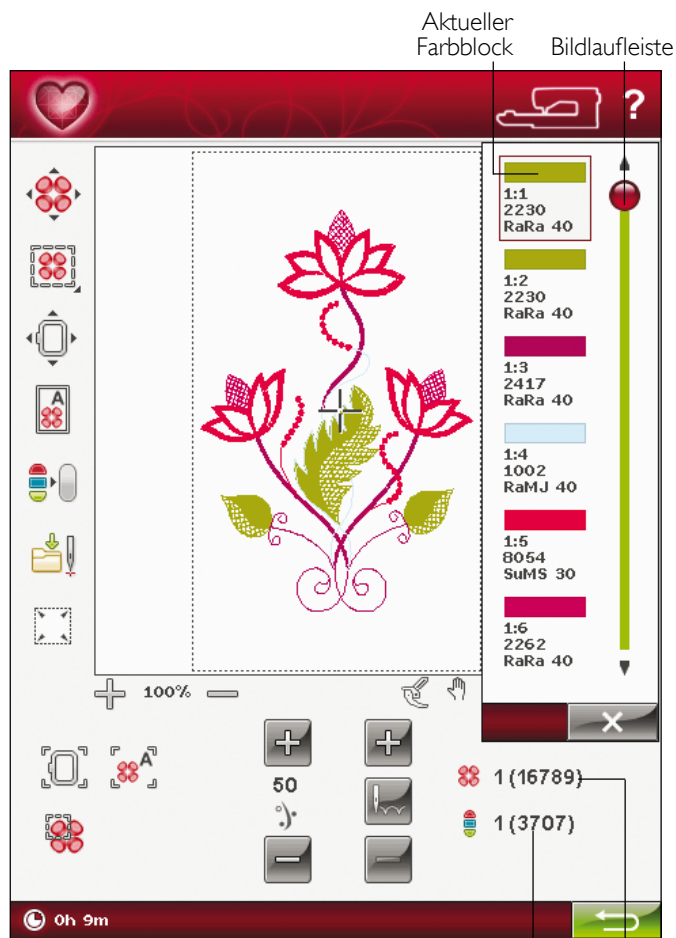 Aktueller
Farbblock
Bildlaufleiste
?
1:1
2230
RaRa 40
1:2
2230
RaRa 40
1:3
2417
RaRa 40
A
1:4
1002
RaMJ 40
1:5
8054
SuMS 30
1:6
2262
RaRa 40
100%
A
50
1 (16789)
1 (3707)
0h 9m